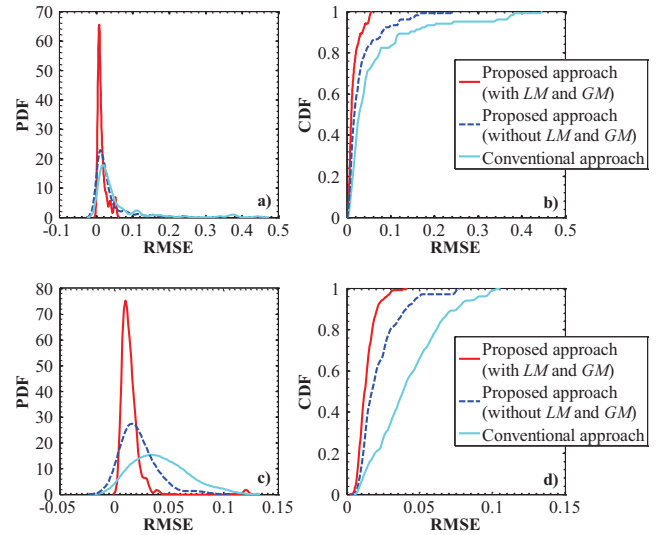 70
60
50
40
30
20
10
0
PDF
-0.1
0
0.1
0.2
0.3
0.4
0.5
RMSE
a)
1
0.8
0.6
0.4
0.2
0
CDF
0
0.1
0.2
0.3
0.4
0.5
RMSE
b)
Proposed approach
(with LM and GM)
Proposed approach
(without LM and GM)
Conventional approach
80
70
60
50
40
30
20
10
0
PDF
-0.05
0
0.05
0.1
0.15
RMSE
c)
1
0.8
0.6
0.4
0.2
0
CDF
0
0.05
0.1
0.15
RMSE
d)
Proposed approach
(with LM and GM)
Proposed approach
(without LM and GM)
Conventional approach